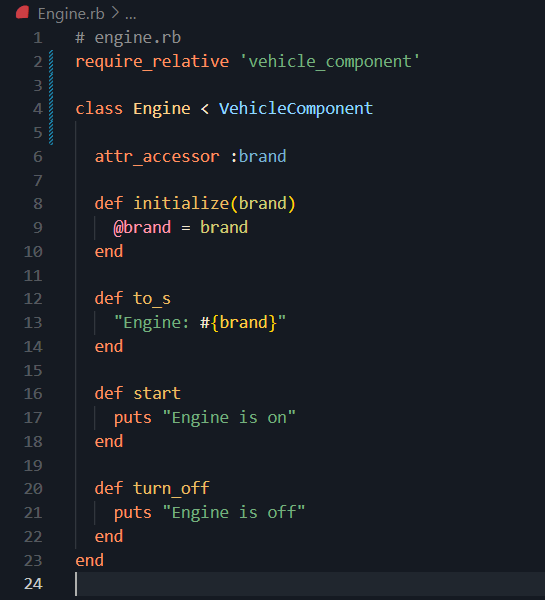 Engine.rb > ...
1 # engine.rb
2 require_relative 'vehicle_component'
3
4 class Engine < VehicleComponent
5
6   attr_accessor :brand
7
8   def initialize(brand)
9     @brand = brand
10   end
11
12   def to_s
13     "Engine: #{brand}"
14   end
15
16   def start
17     puts "Engine is on"
18   end
19
20   def turn_off
21     puts "Engine is off"
22   end
23 end
24